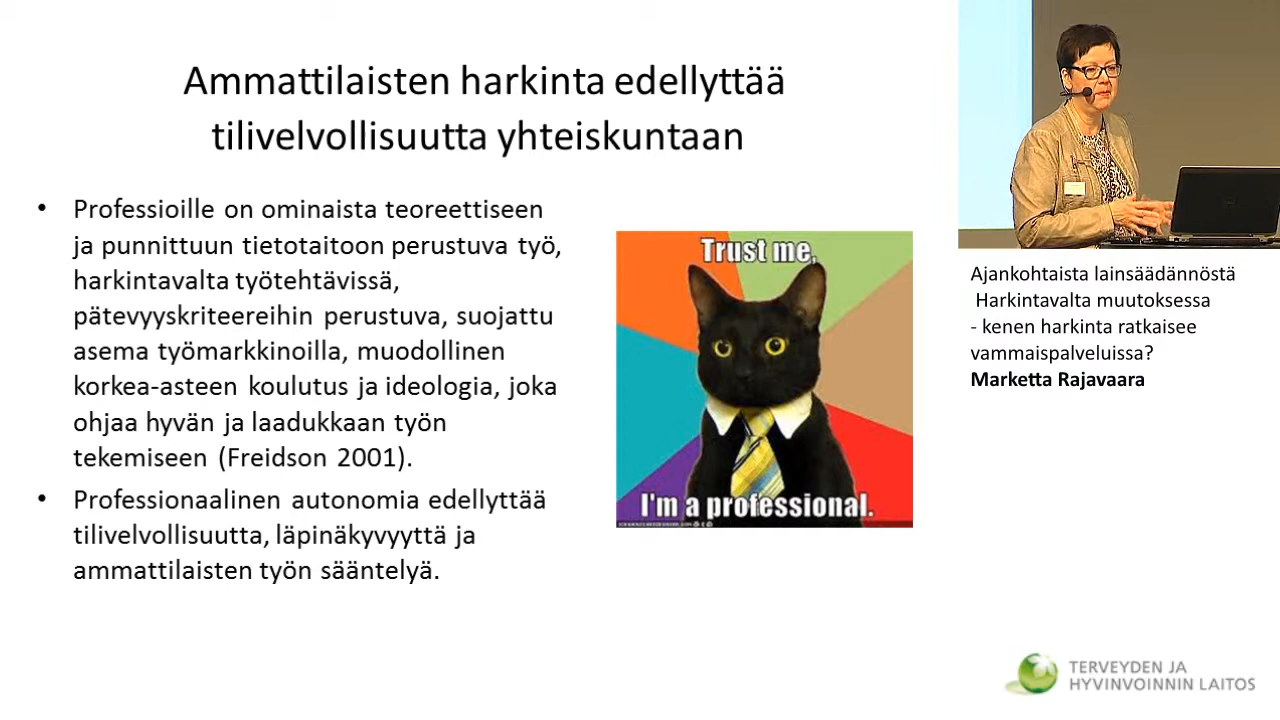 Ammattilaisten harkinta edellyttää
tilivelvollisuutta yhteiskuntaan
• Professioille on ominaista teoreettiseen
ja punnittuun tietotaitoon perustuva työ,
harkintavalta työtehtävissä,
pätevyyskriteereihin perustuva, suojattu
asema työmarkkinoilla, muodollinen
korkea-asteen koulutus ja ideologia, joka
ohjaa hyvän ja laadukkaan työn
tekemiseen (Freidson 2001).
• Professionaalinen autonomia edellyttää
tilivelvollisuutta, läpinäkyvyyttä ja
ammattilaisten työn sääntelyä.
Trust me,
I'm a professional.
Ajankohtaista lainsäädännöstä
Harkintavalta muutoksessa
- kenen harkinta ratkaisee
vammaispalveluissa?
Marketta Rajavaara
TERVEYDEN JA
HYVINVOINNIN LAITOS